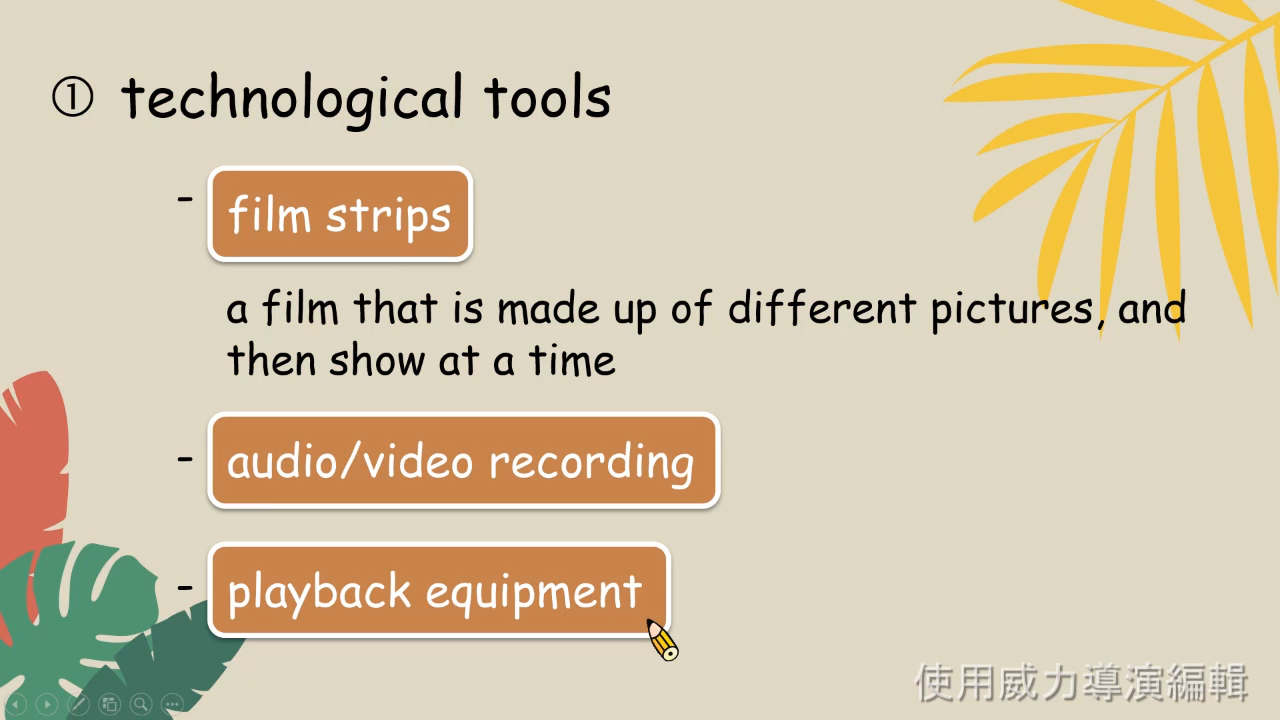 ① technological tools
- film strips
a film that is made up of different pictures, and
then show at a time
- audio/video recording
- playback equipment
使用威力導演編輯